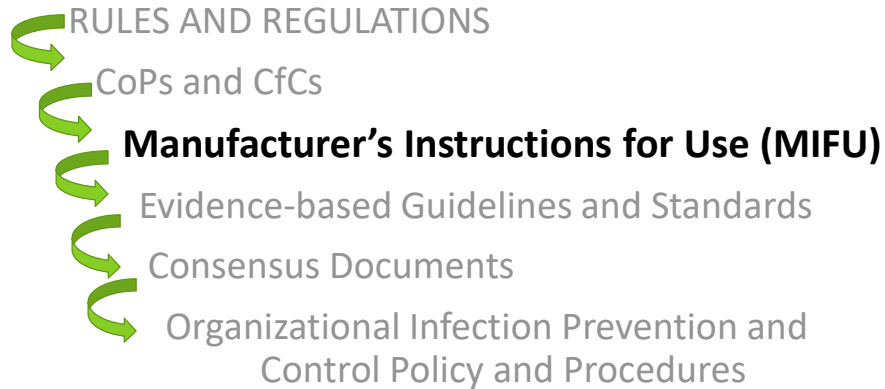 RULES AND REGULATIONS
CoPs and CfCs
Manufacturer’s Instructions for Use (MIFU)
Evidence-based Guidelines and Standards
Consensus Documents
Organizational Infection Prevention and
Control Policy and Procedures